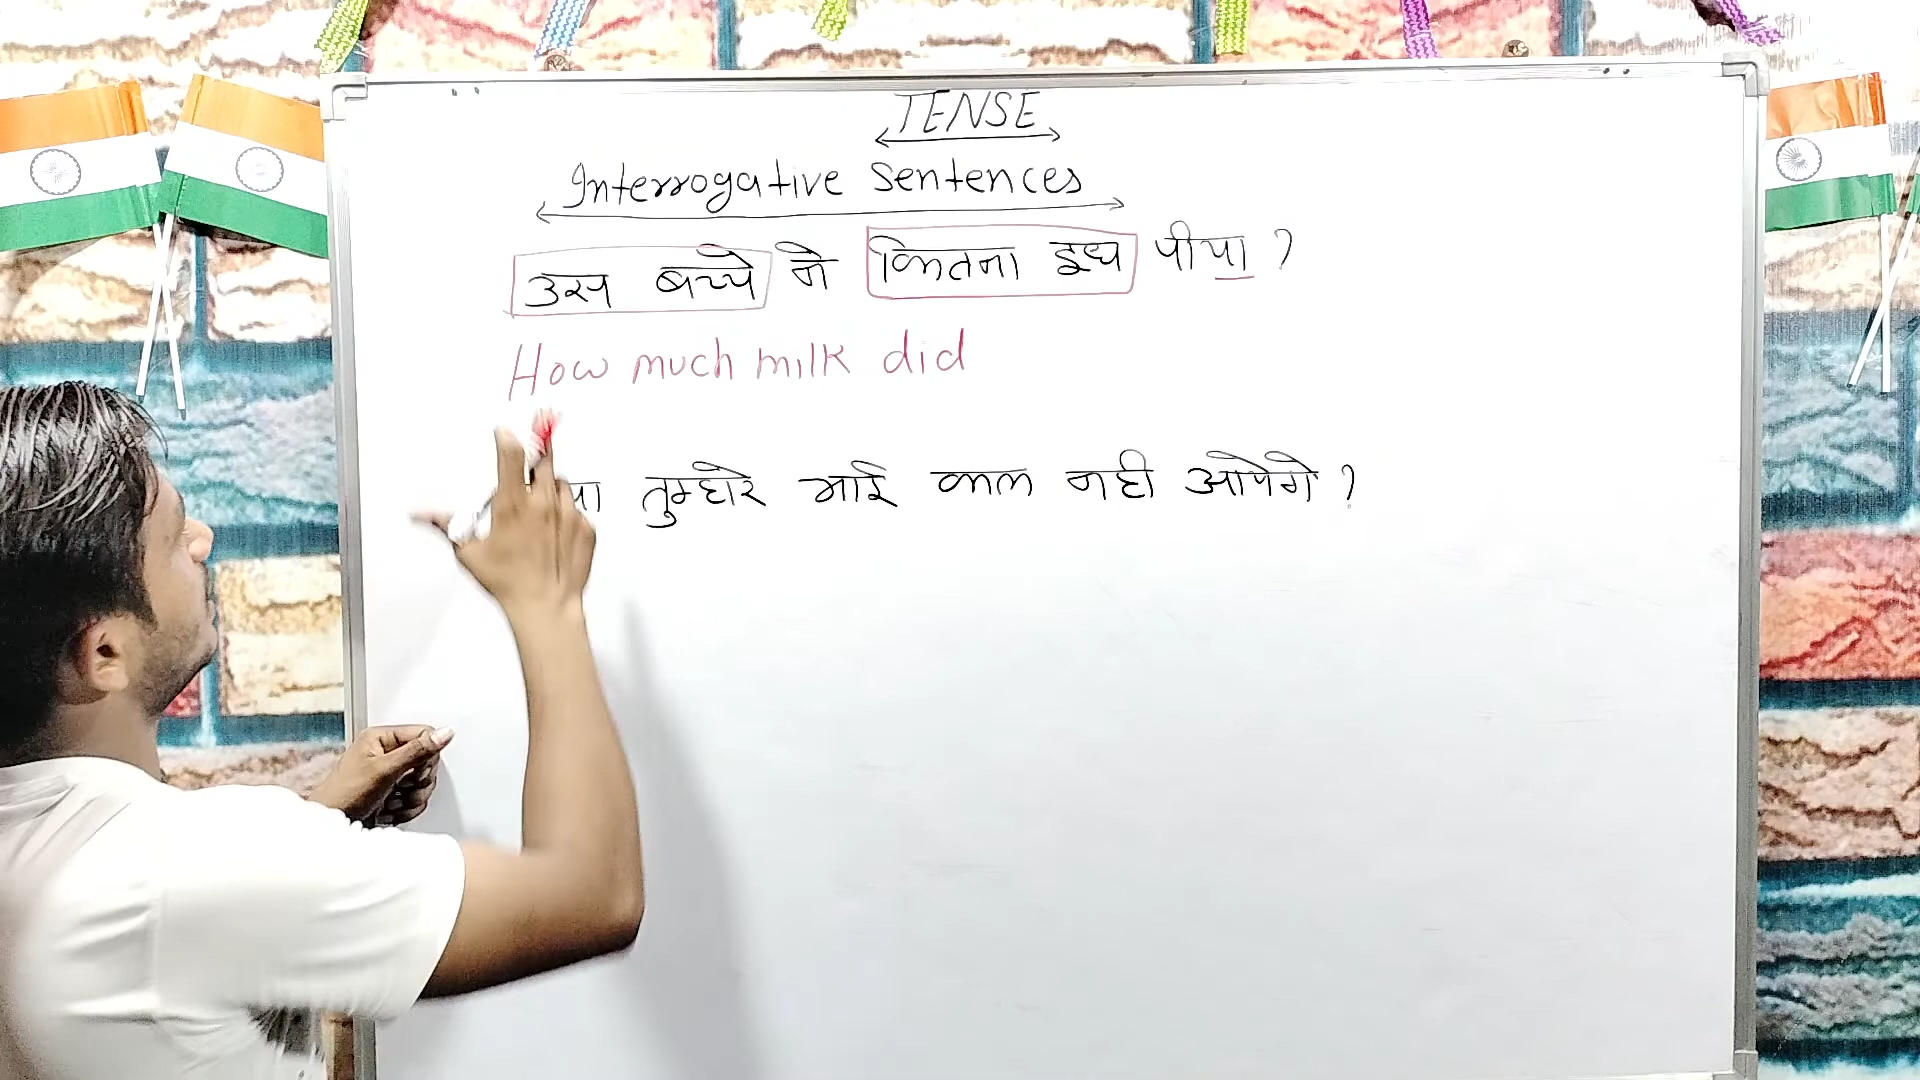 TENSE
Interrogative Sentences
उस बच्चे ने कितना दूध पीया ?
How much milk did
तुम्हारे भाई कल नही आयेगे ?